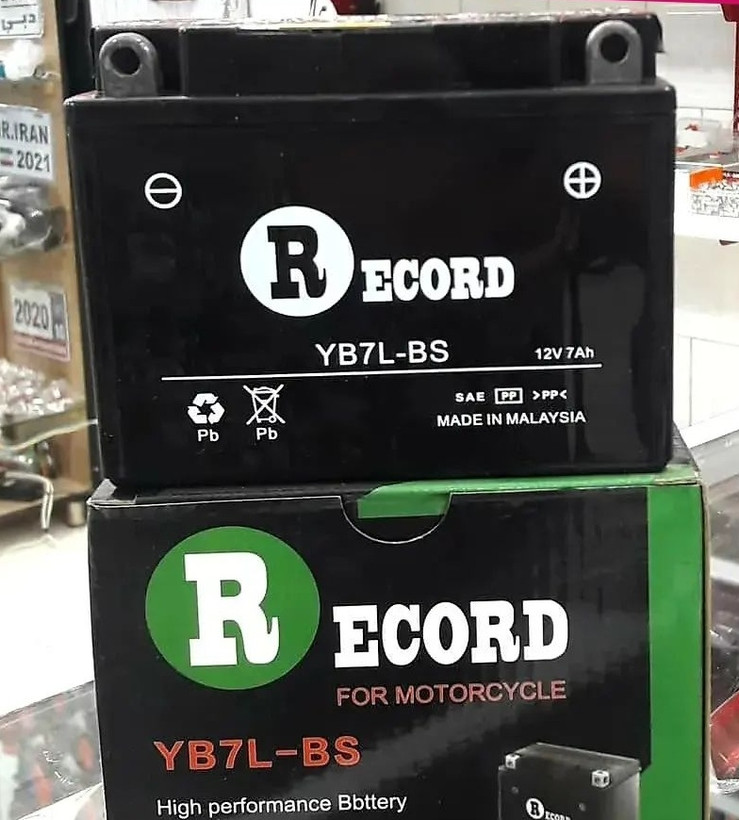 R.IRAN
2021
2020
RECORD
YB7L-BS
12V 7Ah
Pb
Pb
SAE PP >PP<
MADE IN MALAYSIA
RECORD
FOR MOTORCYCLE
YB7L-BS
High performance Bbttery
RECORD